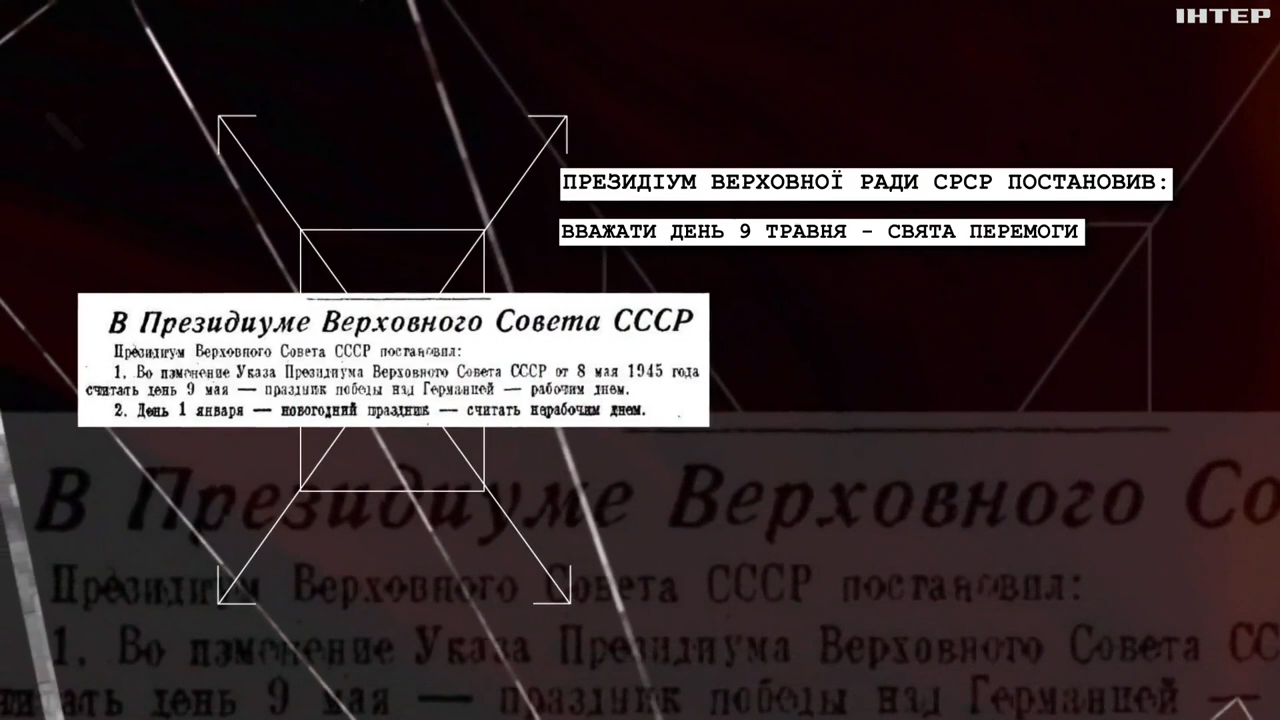 ІНТЕР
ПРЕЗИДІУМ ВЕРХОВНОЇ РАДИ СРСР ПОСТАНОВИВ:
ВВАЖАТИ ДЕНЬ 9 ТРАВНЯ - СВЯТА ПЕРЕМОГИ
В Президиуме Верховного Совета СССР
Президиум Верховного Совета СССР постановил:
1. Во изменение Указа Президиума Верховного Совета СССР от 8 мая 1945 года
считать день 9 мая — праздник победы над Германией — рабочим днем.
2. День 1 января — новогодний праздник — считать нерабочим днем.
В Президиуме Верховного Со
Президиум Верховного Совета СССР постановил:
1. Во изменение Указа Президиума Верховного Совета СС
читать день 9 мая — праздник победы над Германией —